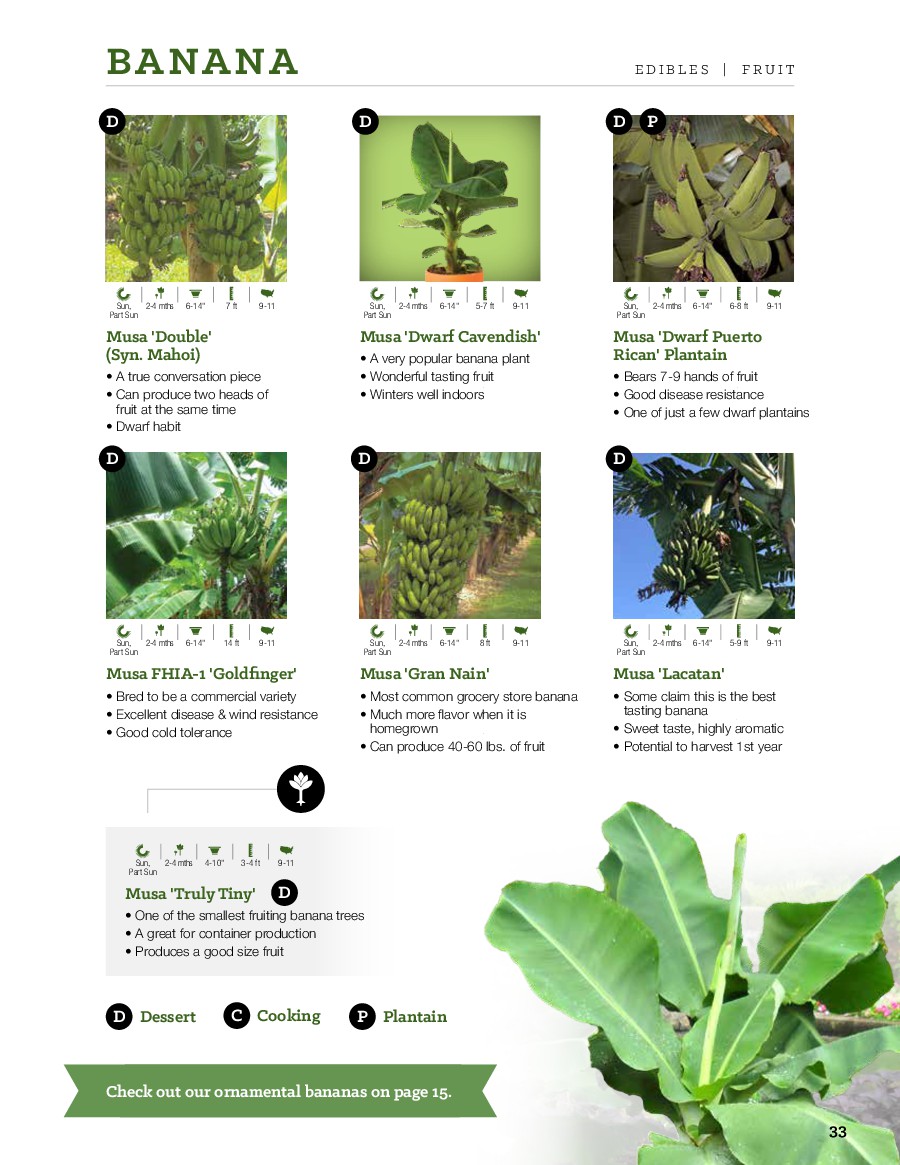 BANANA
EDIBLES | FRUIT
D
Sun, Part Sun
2-4 mths
6-14"
7 ft
9-11
Musa 'Double'
(Syn. Mahoi)
• A true conversation piece
• Can produce two heads of
fruit at the same time
• Dwarf habit
D
Sun, Part Sun
2-4 mths
6-14"
5-7 ft
9-11
Musa 'Dwarf Cavendish'
• A very popular banana plant
• Wonderful tasting fruit
• Winters well indoors
D P
Sun, Part Sun
2-4 mths
6-14"
6-8 ft
9-11
Musa 'Dwarf Puerto
Rican' Plantain
• Bears 7-9 hands of fruit
• Good disease resistance
• One of just a few dwarf plantains
D
Sun, Part Sun
2-4 mths
6-14"
14 ft
9-11
Musa FHIA-1 'Goldfinger'
• Bred to be a commercial variety
• Excellent disease & wind resistance
• Good cold tolerance
D
Sun, Part Sun
2-4 mths
6-14"
8 ft
9-11
Musa 'Gran Nain'
• Most common grocery store banana
• Much more flavor when it is
homegrown
• Can produce 40-60 lbs. of fruit
D
Sun, Part Sun
2-4 mths
6-14"
5-9 ft
9-11
Musa 'Lacatan'
• Some claim this is the best
tasting banana
• Sweet taste, highly aromatic
• Potential to harvest 1st year
Sun, Part Sun
2-4 mths
4-10"
3-4 ft
9-11
Musa 'Truly Tiny' D
• One of the smallest fruiting banana trees
• A great for container production
• Produces a good size fruit
D Dessert C Cooking P Plantain
Check out our ornamental bananas on page 15.
33